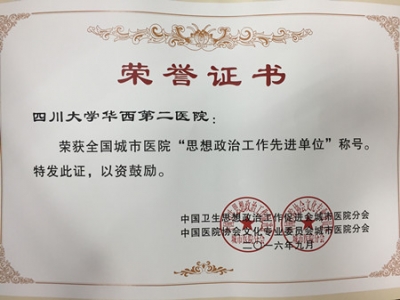 荣誉证书
四川大学华西第二医院：
荣获全国城市医院“思想政治工作先进单位”称号。
特发此证，以资鼓励。
中国卫生思想政治工作促进会城市医院分会
中国医院协会文化专业委员会城市医院分会
二〇一六年九月